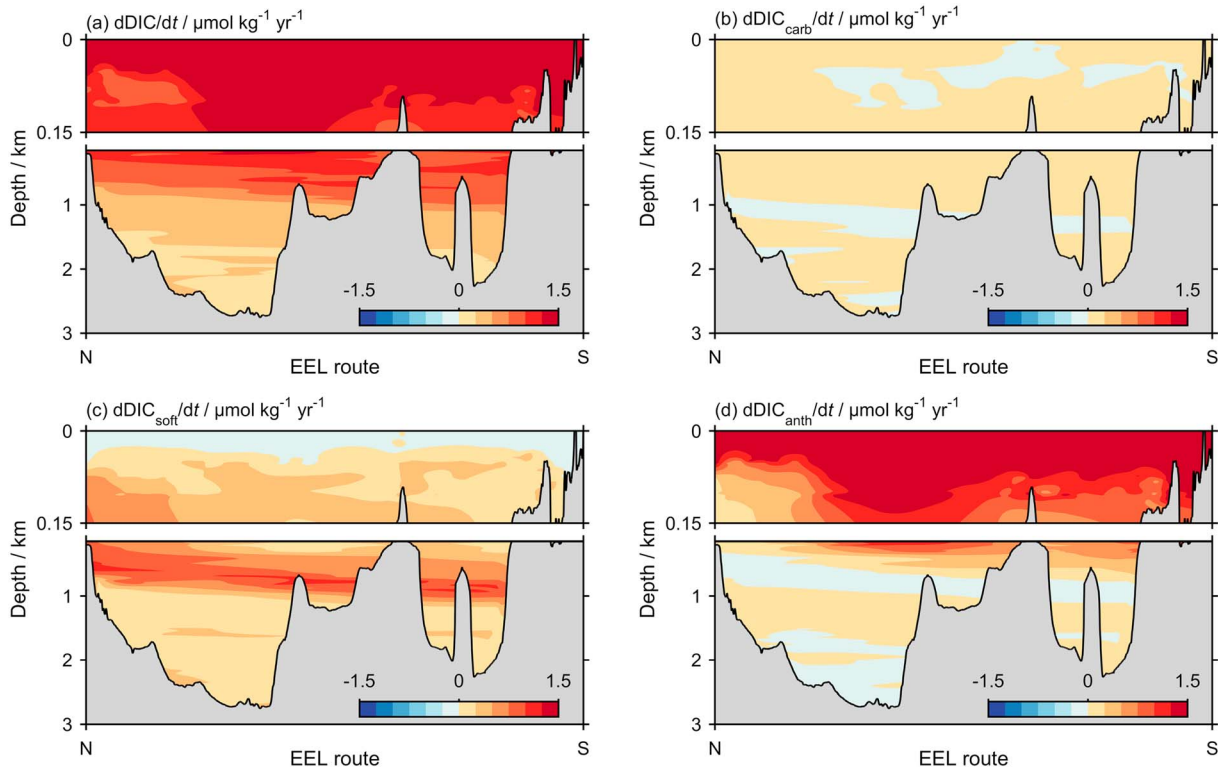 (a) dDIC/dt / µmol kg⁻¹ yr⁻¹
(b) dDIC_carb/dt / µmol kg⁻¹ yr⁻¹
0
0
0.15
0.15
Depth / km
Depth / km
1
1
2
2
-1.5 0 1.5
-1.5 0 1.5
3
3
N S
N S
EEL route
EEL route
(c) dDIC_soft/dt / µmol kg⁻¹ yr⁻¹
(d) dDIC_anth/dt / µmol kg⁻¹ yr⁻¹
0
0
0.15
0.15
Depth / km
Depth / km
1
1
2
2
-1.5 0 1.5
-1.5 0 1.5
3
3
N S
N S
EEL route
EEL route